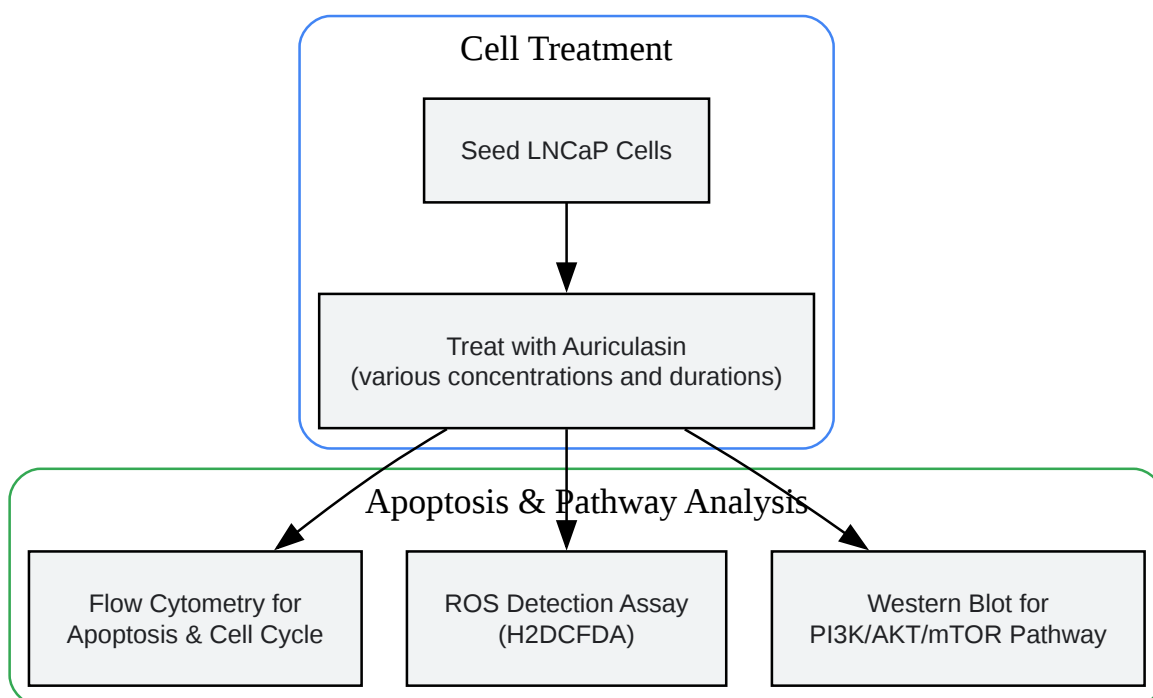 Cell Treatment
Seed LNCaP Cells
Treat with Auriculasin
(various concentrations and durations)
Apoptosis & Pathway Analysis
Flow Cytometry for
Apoptosis & Cell Cycle
ROS Detection Assay
(H2DCFDA)
Western Blot for
PI3K/AKT/mTOR Pathway